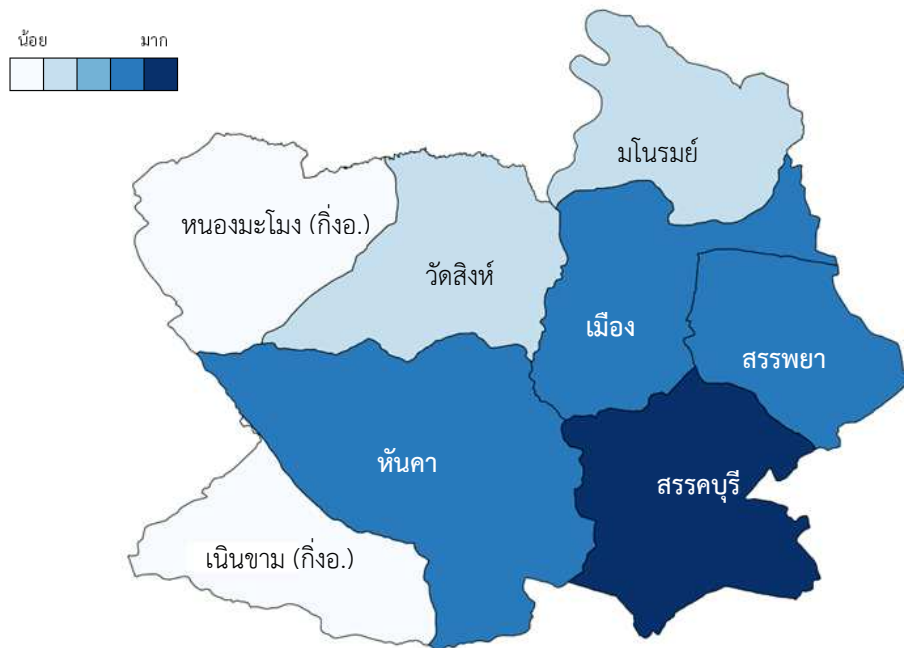 น้อย มาก
มโนรมย์
หนองมะโมง (กิ่งอ.)
วัดสิงห์
เมือง
สรรพยา
หันคา
สรรคบุรี
เนินขาม (กิ่งอ.)